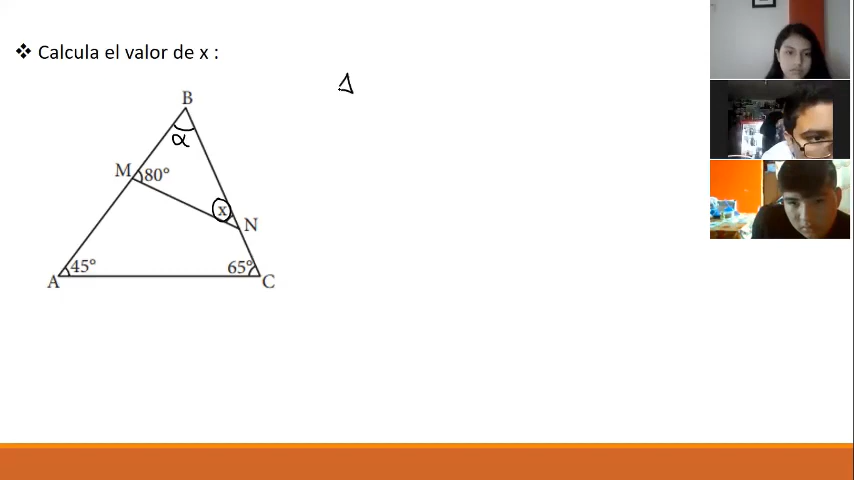 ❖ Calcula el valor de x :
Δ
B
α
M 80°
x
N
45° 65°
A C